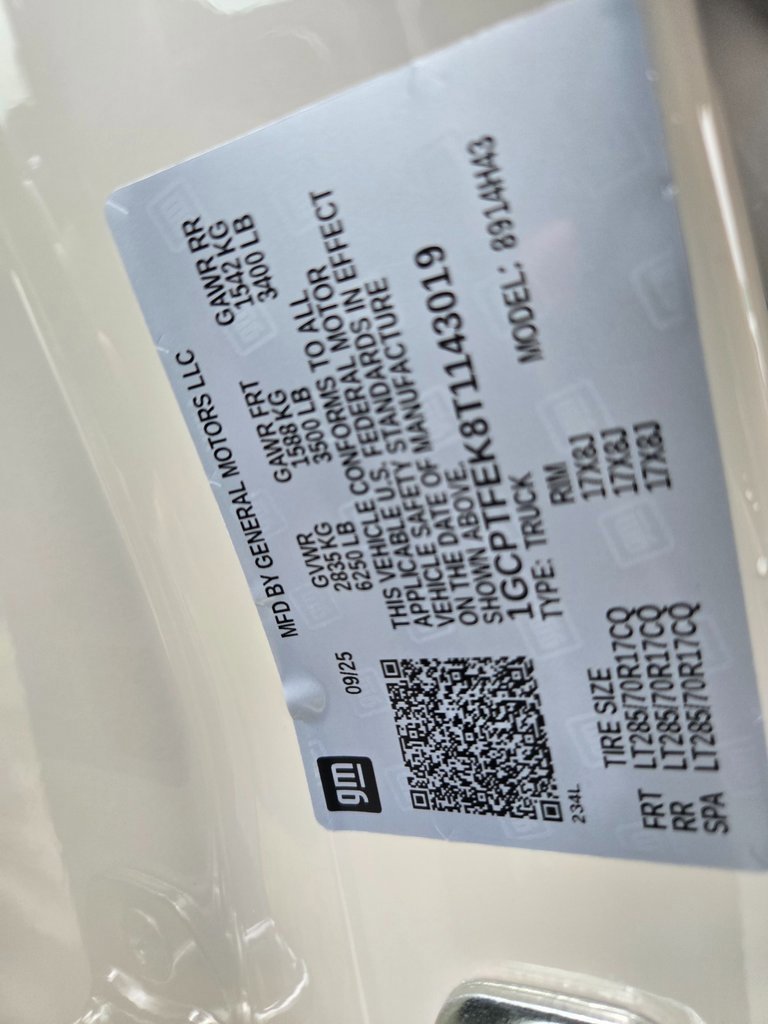 gm
09/25
MFD BY GENERAL MOTORS LLC
GVWR GAWR FRT GAWR RR
2835 KG 1588 KG 1542 KG
6250 LB 3500 LB 3400 LB
THIS VEHICLE CONFORMS TO ALL
APPLICABLE U.S. FEDERAL MOTOR
VEHICLE SAFETY STANDARDS IN EFFECT
ON THE DATE OF MANUFACTURE
SHOWN ABOVE.
1GCPTFEK8T1143019
TYPE: TRUCK MODEL: 8914H43
234L
TIRE SIZE RIM
FRT LT285/70R17CQ 17X8J
RR LT285/70R17CQ 17X8J
SPA LT285/70R17CQ 17X8J